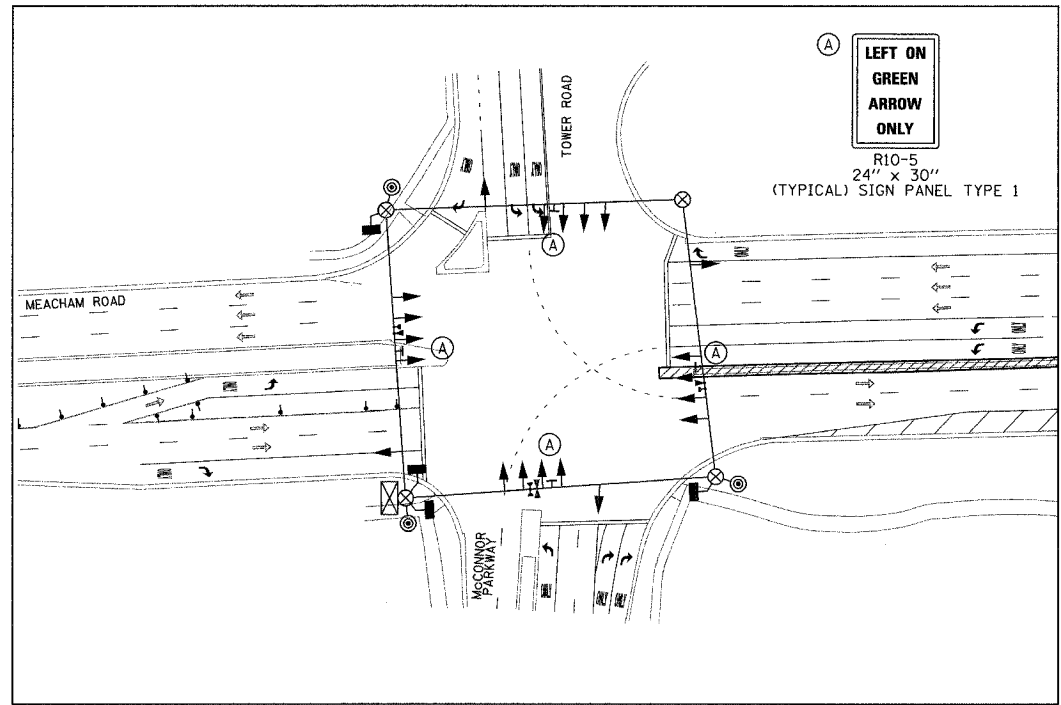 A
LEFT ON
GREEN
ARROW
ONLY
R10-5
24" x 30"
(TYPICAL) SIGN PANEL TYPE 1
TOWER ROAD
A
MEACHAM ROAD
A
A
A
McCONNOR
PARKWAY